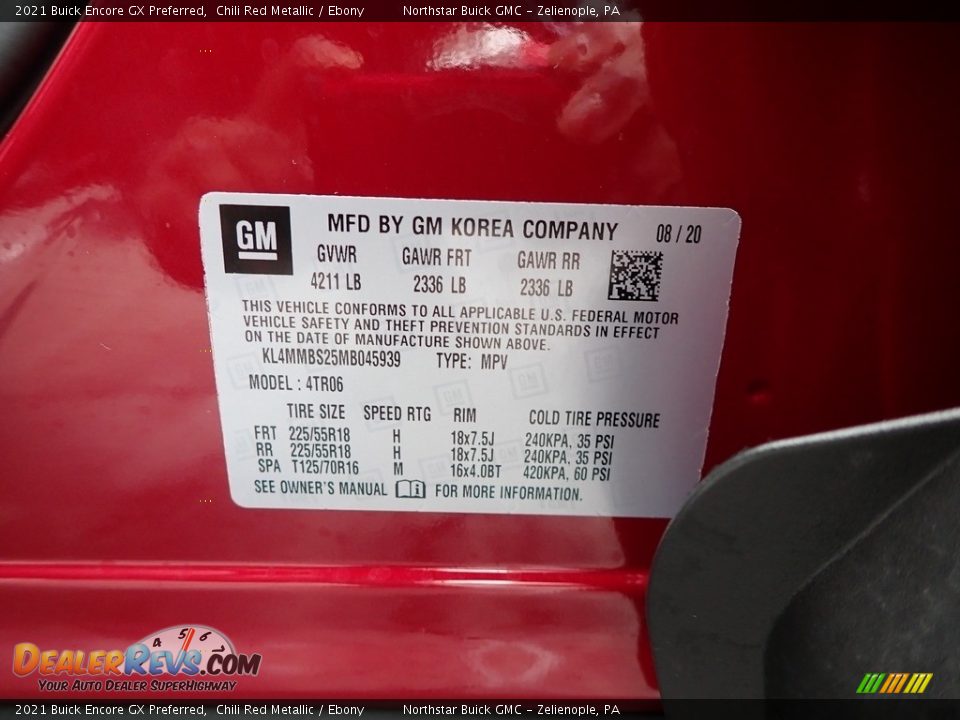 2021 Buick Encore GX Preferred, Chili Red Metallic / Ebony Northstar Buick GMC - Zelienople, PA
GM
MFD BY GM KOREA COMPANY 08 / 20
GVWR GAWR FRT GAWR RR
4211 LB 2336 LB 2336 LB
THIS VEHICLE CONFORMS TO ALL APPLICABLE U.S. FEDERAL MOTOR
VEHICLE SAFETY AND THEFT PREVENTION STANDARDS IN EFFECT
ON THE DATE OF MANUFACTURE SHOWN ABOVE.
KL4MMBS25MB045939 TYPE: MPV
MODEL : 4TR06
TIRE SIZE SPEED RTG RIM COLD TIRE PRESSURE
FRT 225/55R18 H 18x7.5J 240KPA, 35 PSI
RR 225/55R18 H 18x7.5J 240KPA, 35 PSI
SPA T125/70R16 M 16x4.0BT 420KPA, 60 PSI
SEE OWNER'S MANUAL FOR MORE INFORMATION.
4 5 6
DEALERREVS.COM
YOUR AUTO DEALER SUPERHIGHWAY
2021 Buick Encore GX Preferred, Chili Red Metallic / Ebony Northstar Buick GMC - Zelienople, PA